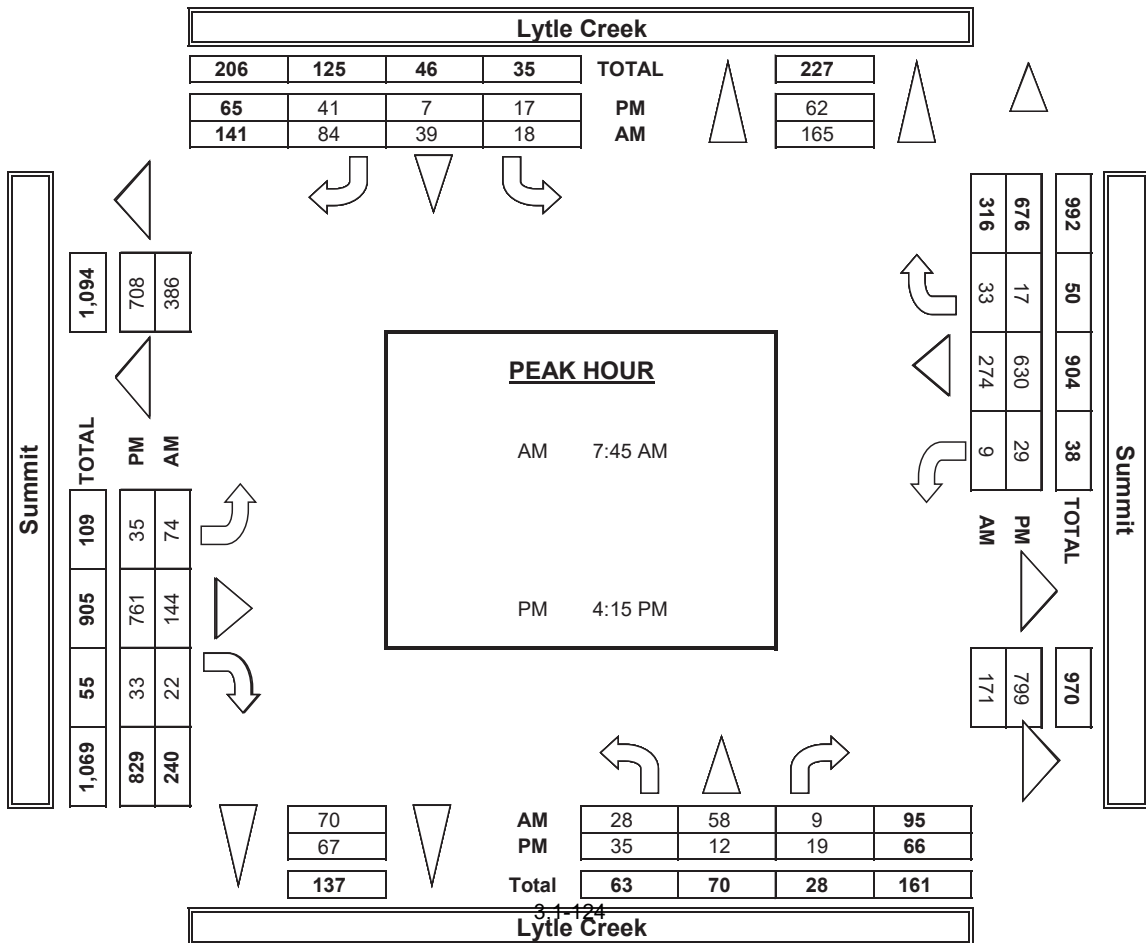 Lytle Creek
206 125 46 35 TOTAL 227
65 41 7 17 PM 62
141 84 39 18 AM 165
Summit
1,094
708
386
TOTAL 109 905 55 1,069
PM 35 761 33 829
AM 74 144 22 240
PEAK HOUR
AM 7:45 AM
PM 4:15 PM
992 50 904 38 TOTAL
676 17 630 29 PM
316 33 274 9 AM
970
799
171
Summit
70 AM 28 58 9 95
67 PM 35 12 19 66
137 Total 63 70 28 161
3.1-124
Lytle Creek